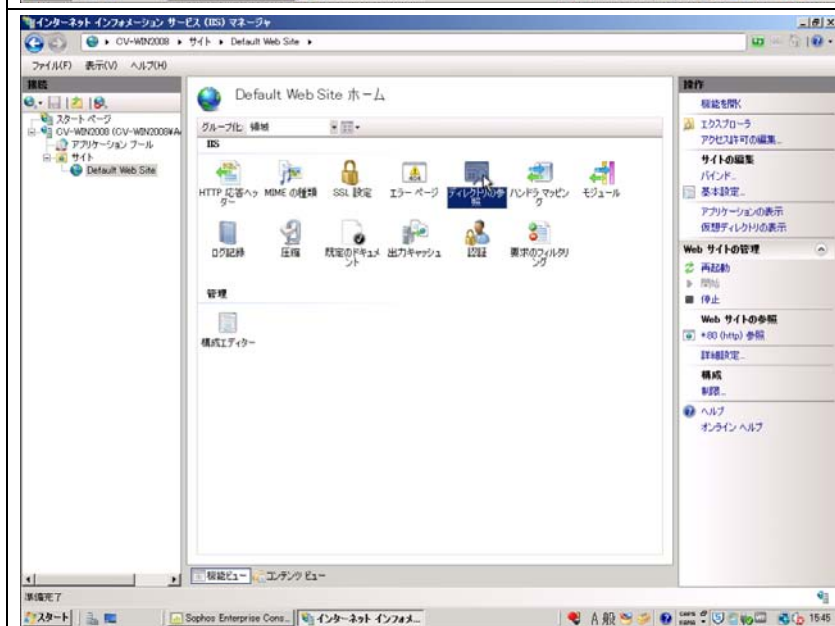 インターネット インフォメーション サービス (IIS) マネージャ
CV-WIN2008 ▸ サイト ▸ Default Web Site ▸
ファイル(F) 表示(V) ヘルプ(H)
接続
スタート ページ
CV-WIN2008 (CV-WIN2008¥A
アプリケーション プール
サイト
Default Web Site
Default Web Site ホーム
グループ化: 領域
IIS
HTTP 応答ヘッダー
MIME の種類
SSL 設定
エラー ページ
ディレクトリの参照
ハンドラ マッピング
モジュール
ログ記録
圧縮
既定のドキュメント
出力キャッシュ
認証
要求のフィルタリング
管理
構成エディター
機能ビュー
コンテンツ ビュー
操作
機能を開く
エクスプローラ
アクセス許可の編集...
サイトの編集
バインド...
基本設定...
アプリケーションの表示
仮想ディレクトリの表示
Web サイトの管理
再起動
開始
停止
Web サイトの参照
*:80 (http) 参照
詳細設定...
構成
制限...
ヘルプ
オンライン ヘルプ
準備完了
スタート
Sophos Enterprise Cons...
インターネット インフォメ...
A 般
CAPS
KANA
15:45